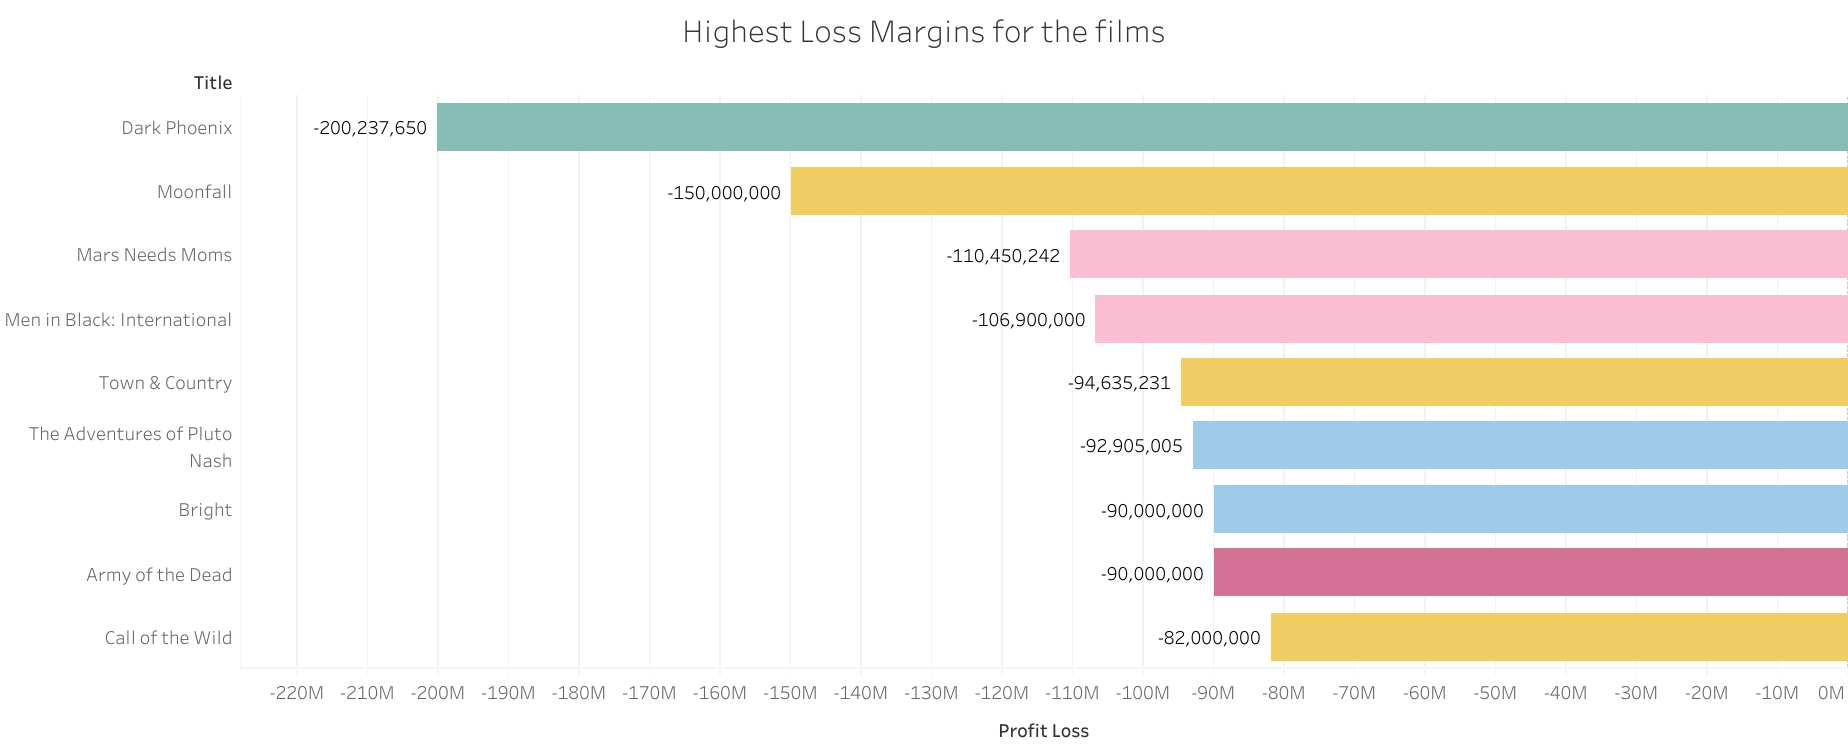 Highest Loss Margins for the films
Title
Dark Phoenix
-200,237,650
Moonfall
-150,000,000
Mars Needs Moms
-110,450,242
Men in Black: International
-106,900,000
Town & Country
-94,635,231
The Adventures of Pluto
Nash
-92,905,005
Bright
-90,000,000
Army of the Dead
-90,000,000
Call of the Wild
-82,000,000
-220M -210M -200M -190M -180M -170M -160M -150M -140M -130M -120M -110M -100M -90M -80M -70M -60M -50M -40M -30M -20M -10M 0M
Profit Loss